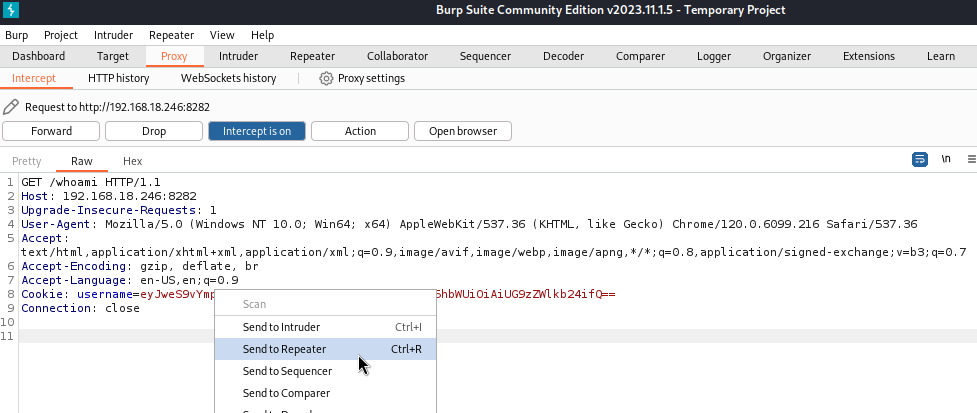 Burp Suite Community Edition v2023.11.1.5 - Temporary Project
Burp Project Intruder Repeater View Help
Dashboard Target Proxy Intruder Repeater Collaborator Sequencer Decoder Comparer Logger Organizer Extensions Learn
Intercept HTTP history WebSockets history Proxy settings
Request to http://192.168.18.246:8282
Forward Drop Intercept is on Action Open browser
Pretty Raw Hex \n
1 GET /whoami HTTP/1.1
2 Host: 192.168.18.246:8282
3 Upgrade-Insecure-Requests: 1
4 User-Agent: Mozilla/5.0 (Windows NT 10.0; Win64; x64) AppleWebKit/537.36 (KHTML, like Gecko) Chrome/120.0.6099.216 Safari/537.36
5 Accept:
text/html,application/xhtml+xml,application/xml;q=0.9,image/avif,image/webp,image/apng,*/*;q=0.8,application/signed-exchange;v=b3;q=0.7
6 Accept-Encoding: gzip, deflate, br
7 Accept-Language: en-US,en;q=0.9
8 Cookie: username=eyJweS9vYmp 5hbWUiOiAiUG9zZWlkb24ifQ==
9 Connection: close
10
11
Scan
Send to Intruder Ctrl+I
Send to Repeater Ctrl+R
Send to Sequencer
Send to Comparer